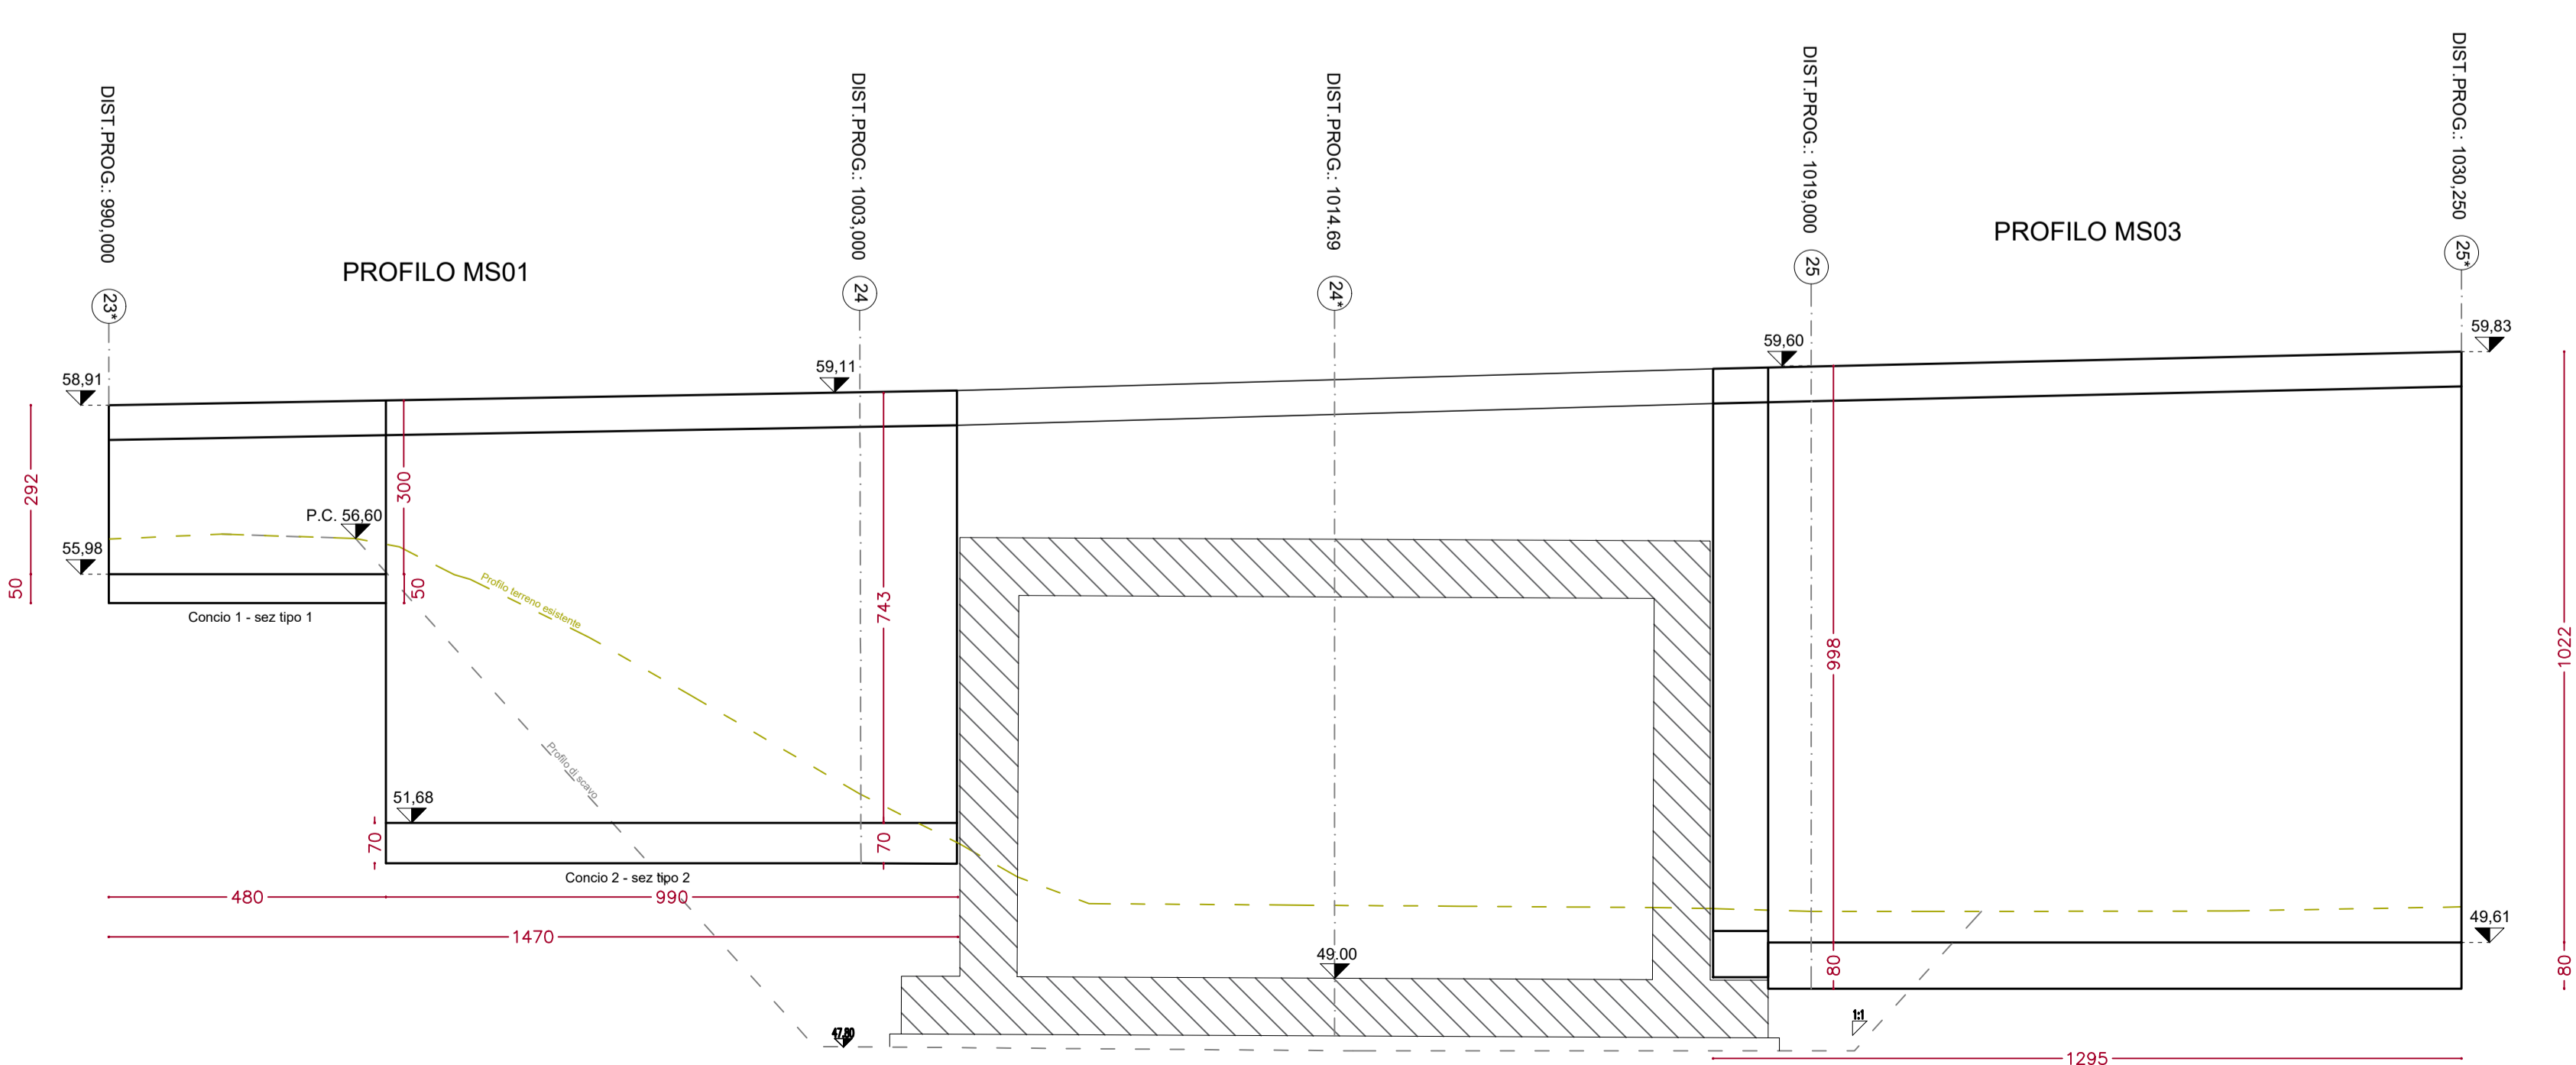 DIST.PROG.: 990,000
DIST.PROG.: 1003,000
DIST.PROG.: 1014.69
DIST.PROG.: 1019,000
DIST.PROG.: 1030,250
PROFILO MS01
PROFILO MS03
23*
24
24*
25
25*
58,91
59,11
59,60
59,83
292
300
P.C. 56,60
55,98
50
50
Concio 1 - sez tipo 1
Profilo terreno esistente
743
998
1022
Profilo di scavo
51,68
70
70
Concio 2 - sez tipo 2
480
990
1470
49.00
49,61
80
80
47,80
1:1
1295